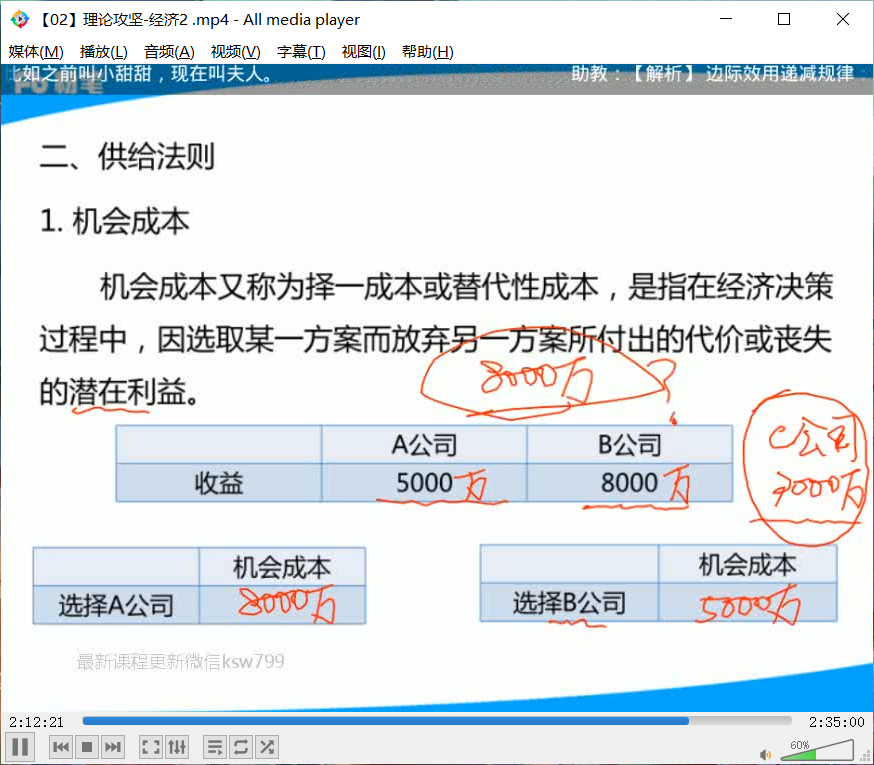 【02】理论攻坚-经济2 .mp4 - All media player
媒体(M) 播放(L) 音频(A) 视频(V) 字幕(T) 视图(I) 帮助(H)
比如之前叫小甜甜，现在叫夫人。 助教：【解析】边际效用递减规律
二、供给法则
1. 机会成本
机会成本又称为择一成本或替代性成本，是指在经济决策
过程中，因选取某一方案而放弃另一方案所付出的代价或丧失
的潜在利益。
8000万 ?
A公司 B公司
收益 5000万 8000万
C公司
7000万
机会成本
选择A公司 8000万
机会成本
选择B公司 5000万
最新课程更新微信ksw799
2:12:21 2:35:00
60%